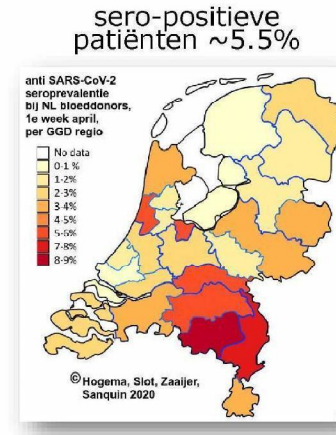 sero-positieve
patiënten ~5.5%
anti SARS-CoV-2
seroprevalentie
bij NL bloeddonors,
1e week april,
per GGD regio
No data
0-1 %
1-2%
2-3%
3-4%
4-5%
5-6%
7-8%
8-9%
© Hogema, Slot, Zaaijer,
Sanquin 2020